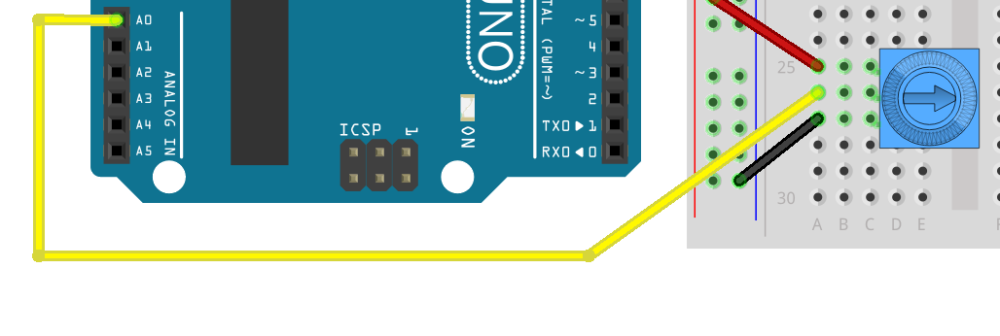 A0
A1
A2
A3
A4
A5
ANALOG IN
ICSP
1
UNO
ON
TAL (PWM=~)
~5
4
~3
2
TX0▶1
RX0◀0
25
30
A B C D E